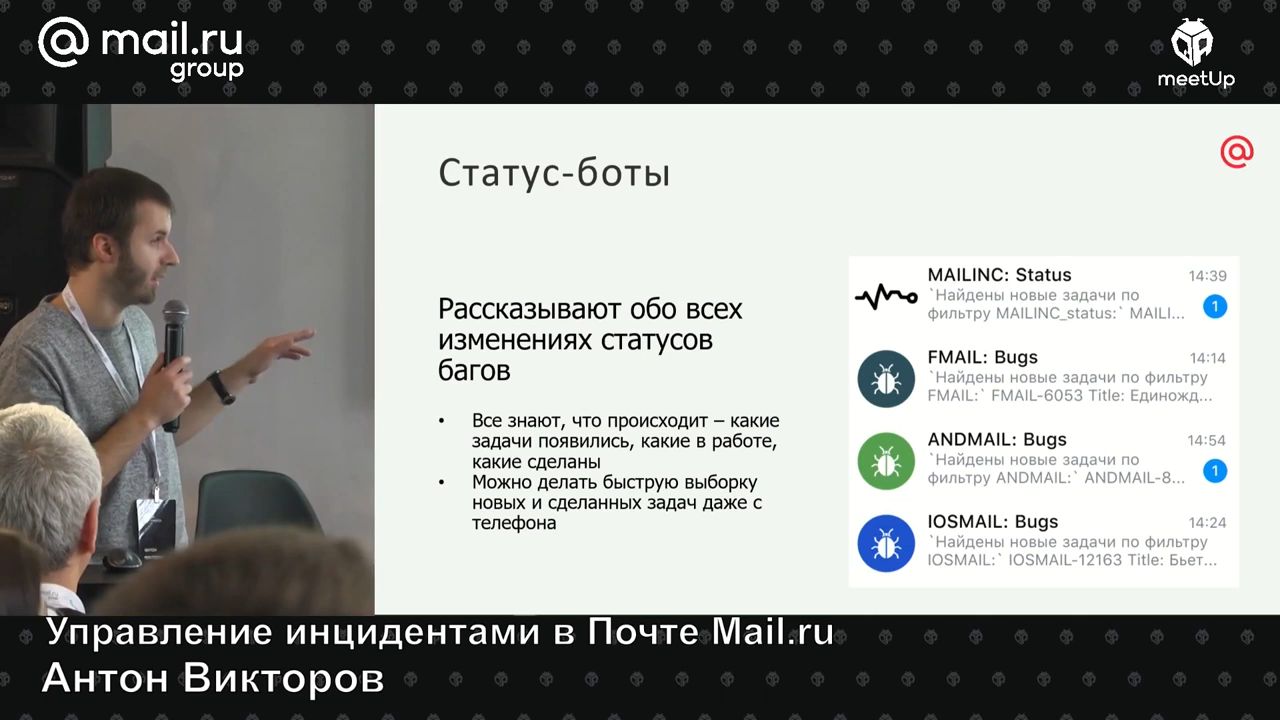 @mail.ru
group
QA
meetUp
@
Статус-боты
Рассказывают обо всех
изменениях статусов
багов
• Все знают, что происходит – какие
задачи появились, какие в работе,
какие сделаны
• Можно делать быструю выборку
новых и сделанных задач даже с
телефона
MAILINC: Status 14:39
`Найдены новые задачи по
фильтру MAILINC_status:` MAILI... 1
FMAIL: Bugs 14:14
`Найдены новые задачи по фильтру
FMAIL:` FMAIL-6053 Title: Единожд...
ANDMAIL: Bugs 14:54
`Найдены новые задачи по
фильтру ANDMAIL:` ANDMAIL-8... 1
IOSMAIL: Bugs 14:24
`Найдены новые задачи по фильтру
IOSMAIL:` IOSMAIL-12163 Title: Бьет...
Управление инцидентами в Почте Mail.ru
Антон Викторов